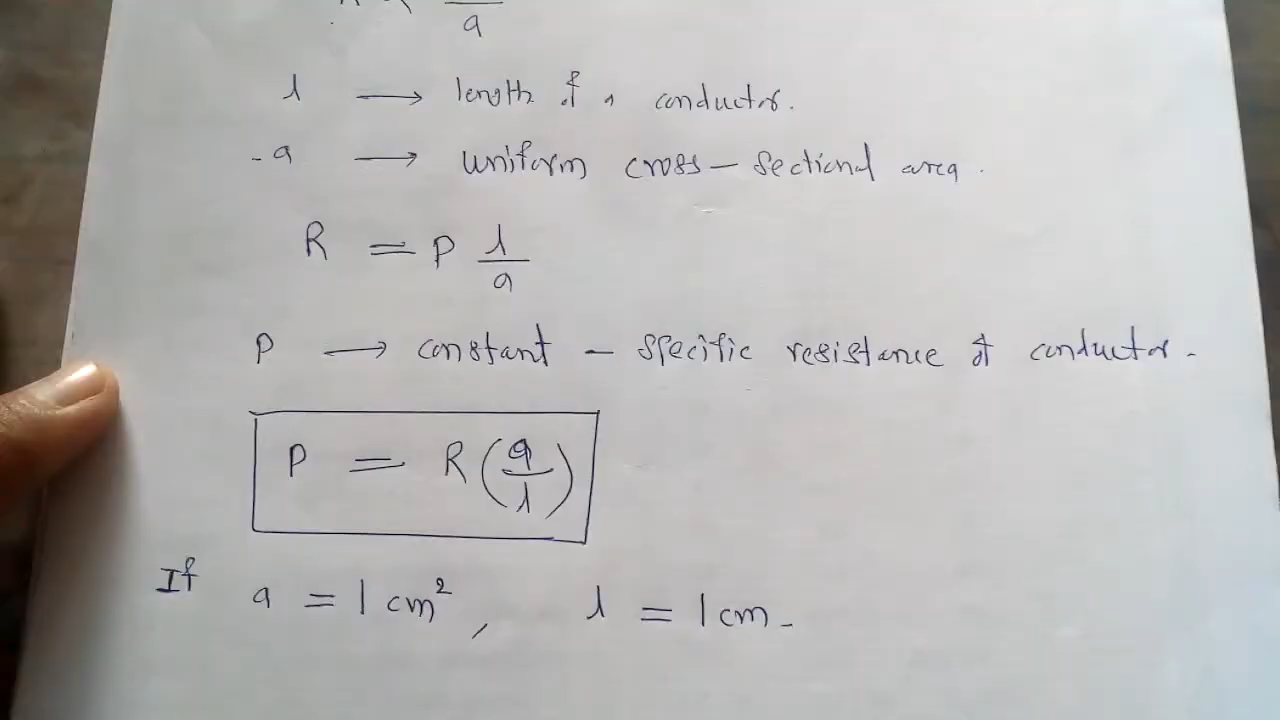 a
l → length of a conductor.
- a → uniform cross - sectional area.
R = P l/a
P → constant - specific resistance of conductor.
P = R(a/l)
If a = 1 cm², l = 1 cm.